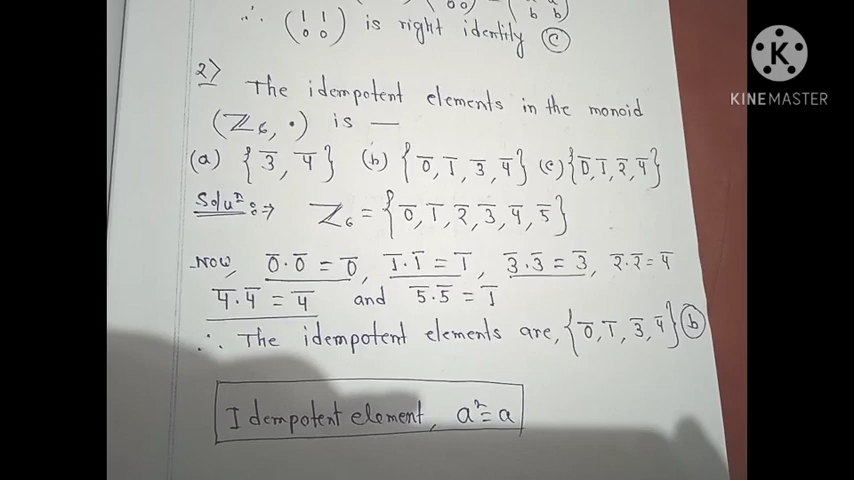 ∴ (1 1 / 0 0) is right identity (c)
KINEMASTER
2) The idempotent elements in the monoid
(ℤ₆, ·) is —
(a) {3̄, 4̄} (b) {0̄, 1̄, 3̄, 4̄} (c) {0̄, 1̄, 2̄, 4̄}
Soluⁿ :⇒ ℤ₆ = {0̄, 1̄, 2̄, 3̄, 4̄, 5̄}
Now, 0̄·0̄ = 0̄, 1̄·1̄ = 1̄, 3̄·3̄ = 3̄, 2̄·2̄ = 4̄
4̄·4̄ = 4̄ and 5̄·5̄ = 1̄
∴ The idempotent elements are, {0̄, 1̄, 3̄, 4̄} (b)
Idempotent element, a² = a